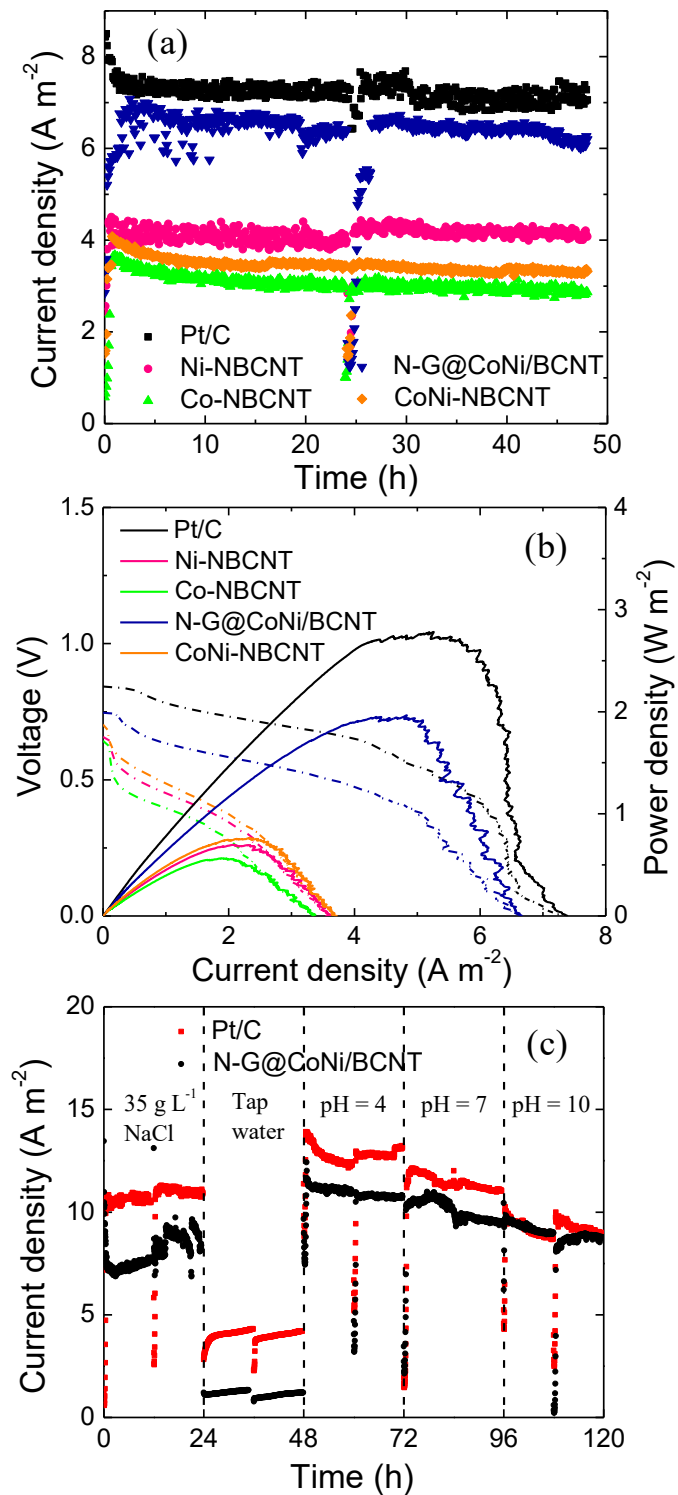 (a)
Current density (A m-2)
8
6
4
2
0
Pt/C
Ni-NBCNT
Co-NBCNT
N-G@CoNi/BCNT
CoNi-NBCNT
0 10 20 30 40 50
Time (h)
(b)
Voltage (V)
1.5
1.0
0.5
0.0
Pt/C
Ni-NBCNT
Co-NBCNT
N-G@CoNi/BCNT
CoNi-NBCNT
4
3
2
1
0
Power density (W m-2)
0 2 4 6 8
Current density (A m-2)
(c)
Current density (A m-2)
20
15
10
5
0
Pt/C
N-G@CoNi/BCNT
35 g L-1
NaCl
Tap
water
pH = 4
pH = 7
pH = 10
0 24 48 72 96 120
Time (h)